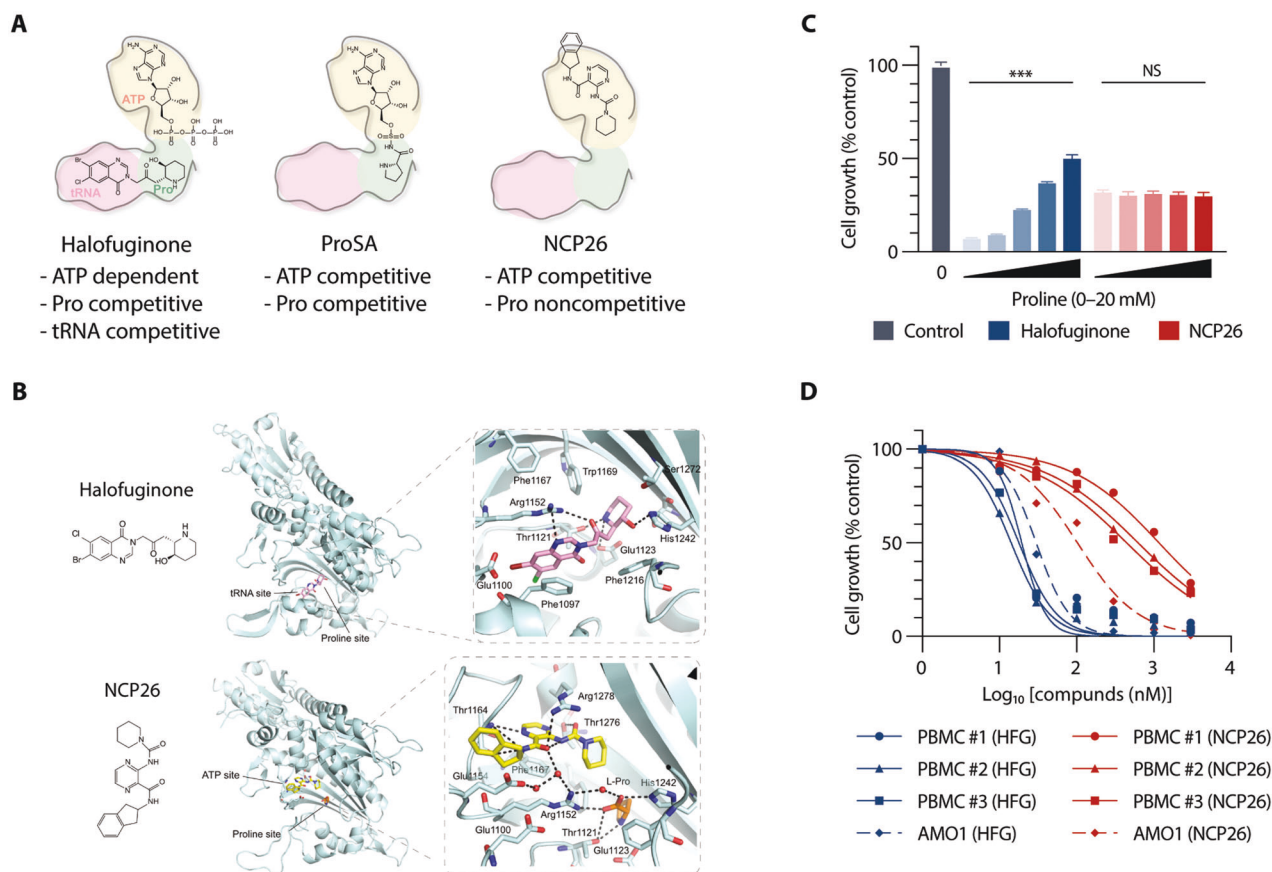 A
ATP
tRNA
Pro
Halofuginone
- ATP dependent
- Pro competitive
- tRNA competitive
ProSA
- ATP competitive
- Pro competitive
NCP26
- ATP competitive
- Pro noncompetitive
B
Halofuginone
tRNA site
Proline site
Phe1167
Trp1169
Ser1272
Arg1152
Thr1121
His1242
Glu1123
Glu1100
Phe1216
Phe1097
NCP26
ATP site
Proline site
Arg1278
Thr1164
Thr1276
Phe1167
Glu1154
L-Pro
His1242
Arg1152
Glu1100
Thr1121
Glu1123
C
Cell growth (% control)
100
50
0
***
NS
0
Proline (0–20 mM)
Control
Halofuginone
NCP26
D
Cell growth (% control)
100
50
0
0
1
2
3
4
Log10 [compunds (nM)]
PBMC #1 (HFG)
PBMC #2 (HFG)
PBMC #3 (HFG)
AMO1 (HFG)
PBMC #1 (NCP26)
PBMC #2 (NCP26)
PBMC #3 (NCP26)
AMO1 (NCP26)